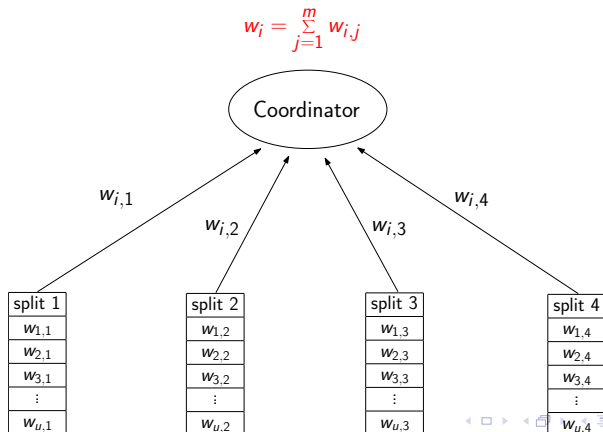 w_i = \sum_{j=1}^{m} w_{i,j}
Coordinator
w_{i,1}
w_{i,2}
w_{i,3}
w_{i,4}
split 1 split 2 split 3 split 4
w_{1,1} w_{1,2} w_{1,3} w_{1,4}
w_{2,1} w_{2,2} w_{2,3} w_{2,4}
w_{3,1} w_{3,2} w_{3,3} w_{3,4}
⋮ ⋮ ⋮ ⋮
w_{u,1} w_{u,2} w_{u,3} w_{u,4}